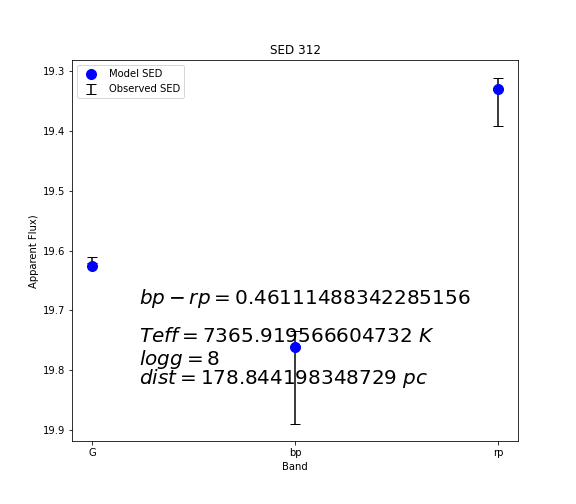 SED 312
Model SED
Observed SED
19.3
19.4
19.5
19.6
19.7
19.8
19.9
Apparent Flux)
bp − rp = 0.46111488342285156
Teff = 7365.919566604732 K
logg = 8
dist = 178.844198348729 pc
G
bp
rp
Band